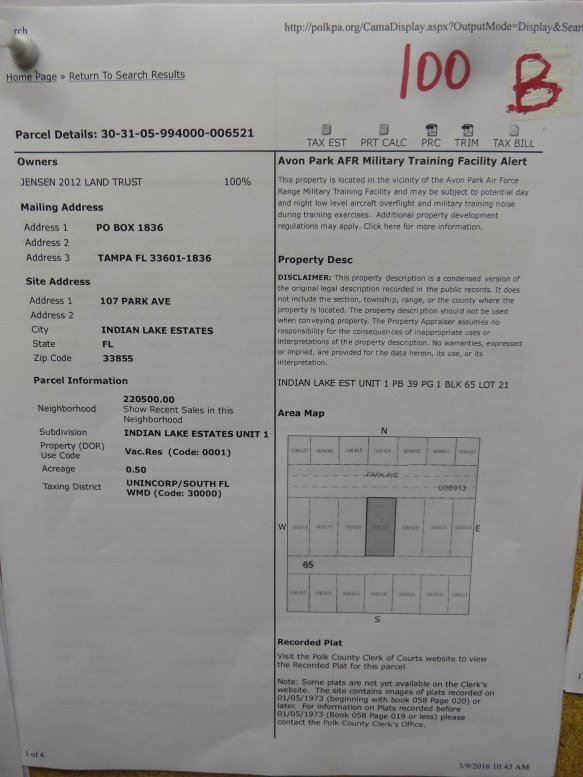 rch
http://polkpa.org/CamaDisplay.aspx?OutputMode=Display&Sear
100
B
Home Page » Return To Search Results
Parcel Details: 30-31-05-994000-006521
TAX EST PRT CALC PRC TRIM TAX BILL
Owners
JENSEN 2012 LAND TRUST 100%
Mailing Address
Address 1 PO BOX 1836
Address 2
Address 3 TAMPA FL 33601-1836
Site Address
Address 1 107 PARK AVE
Address 2
City INDIAN LAKE ESTATES
State FL
Zip Code 33855
Parcel Information
Neighborhood 220500.00
Show Recent Sales in this
Neighborhood
Subdivision INDIAN LAKE ESTATES UNIT 1
Property (DOR)
Use Code Vac.Res (Code: 0001)
Acreage 0.50
Taxing District UNINCORP/SOUTH FL
WMD (Code: 30000)
Avon Park AFR Military Training Facility Alert
This property is located in the vicinity of the Avon Park Air Force
Range Military Training Facility and may be subject to potential day
and night low level aircraft overflight and military training noise
during training exercises. Additional property development
regulations may apply. Click here for more information.
Property Desc
DISCLAIMER: This property description is a condensed version of
the original legal description recorded in the public records. It does
not include the section, township, range, or the county where the
property is located. The property description should not be used
when conveying property. The Property Appraiser assumes no
responsibility for the consequences of inappropriate uses or
interpretations of the property description. No warranties, expressed
or implied, are provided for the data herein, its use, or its
interpretation.
INDIAN LAKE EST UNIT 1 PB 39 PG 1 BLK 65 LOT 21
Area Map
N
PARK AVE
008913
W
E
65
S
Recorded Plat
Visit the Polk County Clerk of Courts website to view
the Recorded Plat for this parcel
Note: Some plats are not yet available on the Clerk's
website. The site contains images of plats recorded on
01/05/1973 (beginning with book 058 Page 020) or
later. For information on Plats recorded before
01/05/1973 (Book 058 Page 019 or less) please
contact the Polk County Clerk's Office.
1 of 4
3/9/2016 10:43 AM